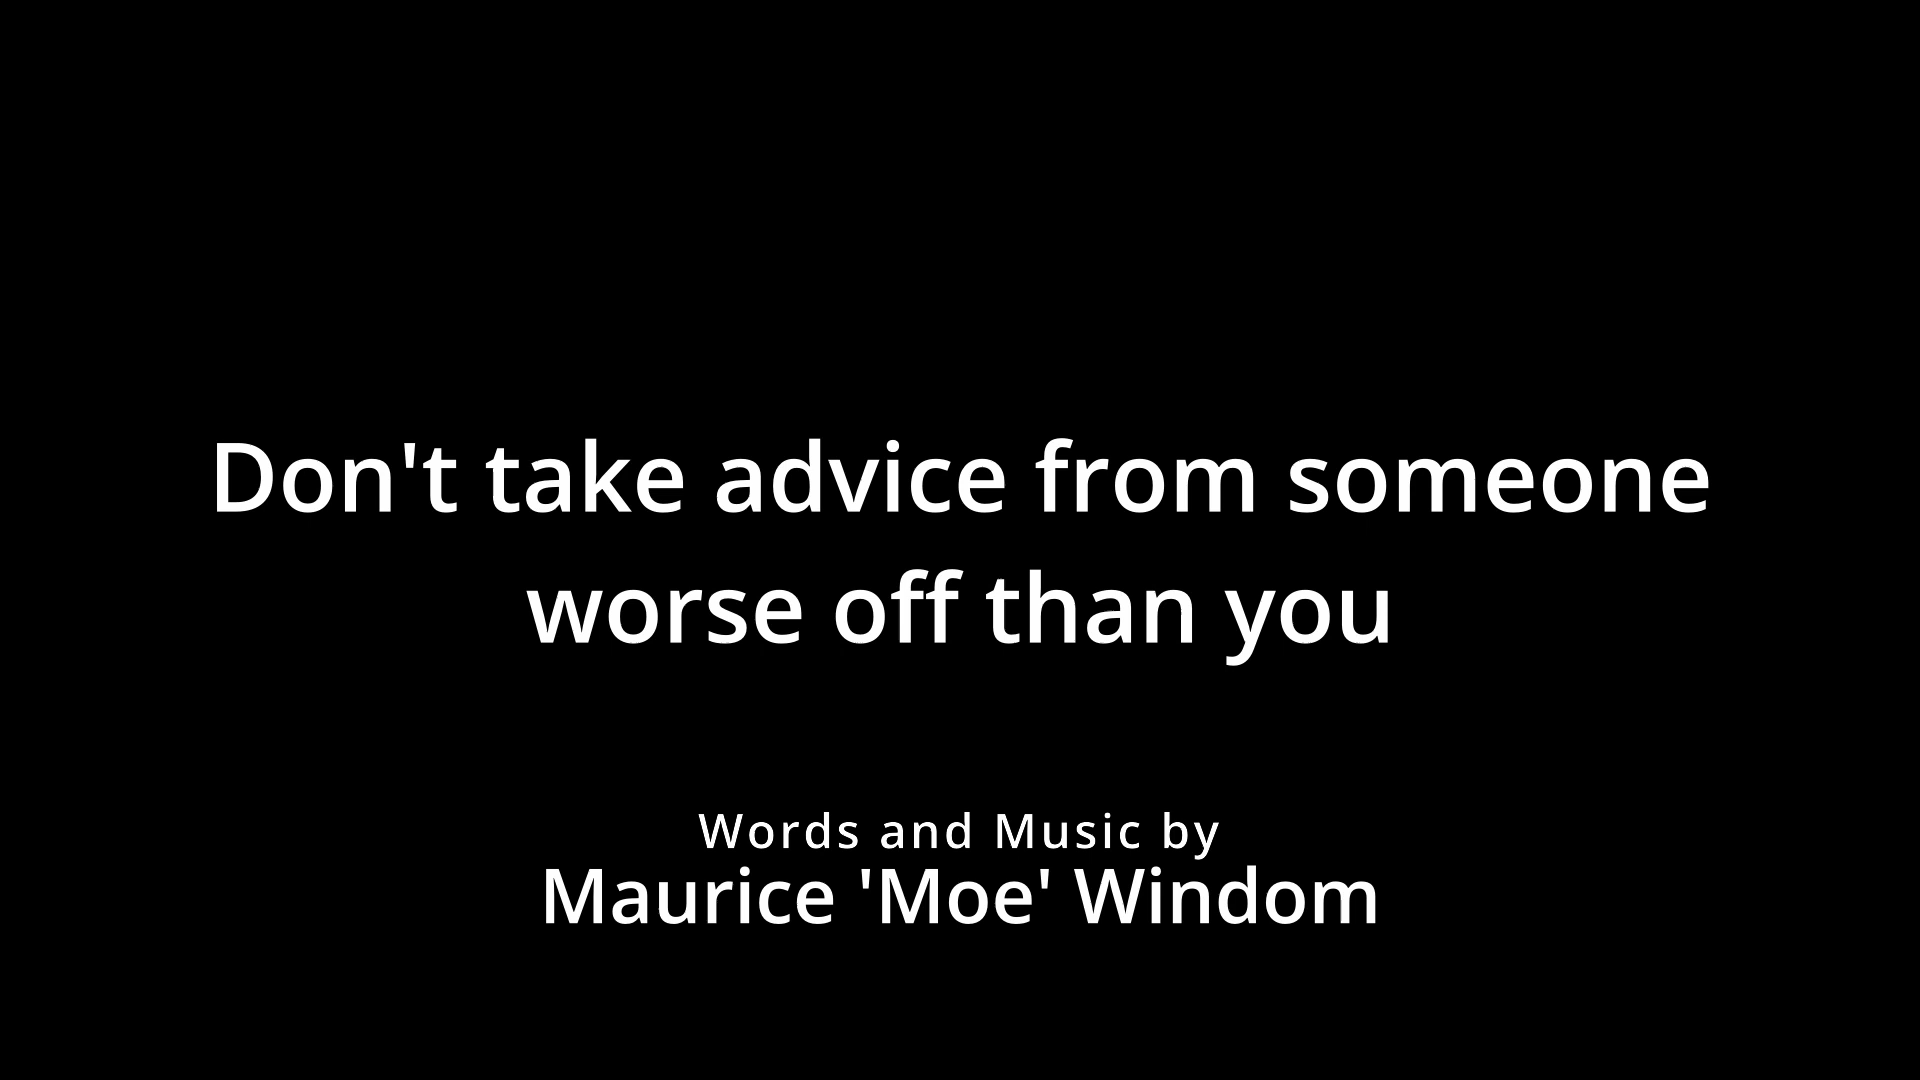 Don't take advice from someone
worse off than you
Words and Music by
Maurice 'Moe' Windom